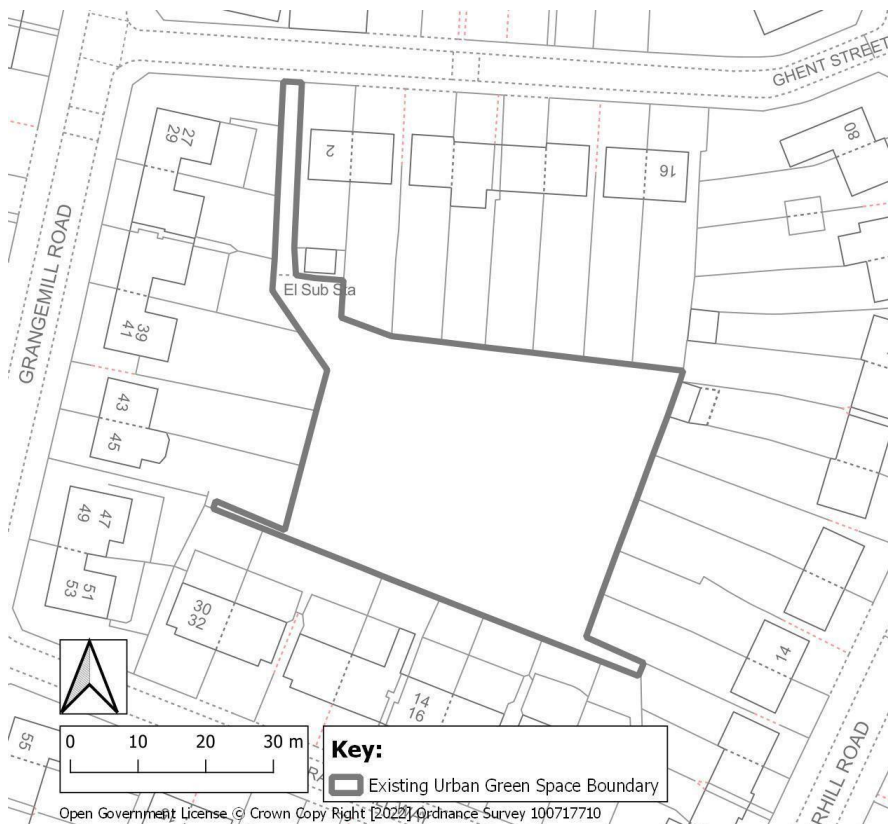 GHENT STREET
80
27
29
2
16
GRANGEMILL ROAD
El Sub Sta
39
41
43
45
47
49
51
53
30
32
14
14
16
55
RHILL ROAD
0 10 20 30 m
Key:
Existing Urban Green Space Boundary
Open Government License © Crown Copy Right [2022] Ordnance Survey 100717710